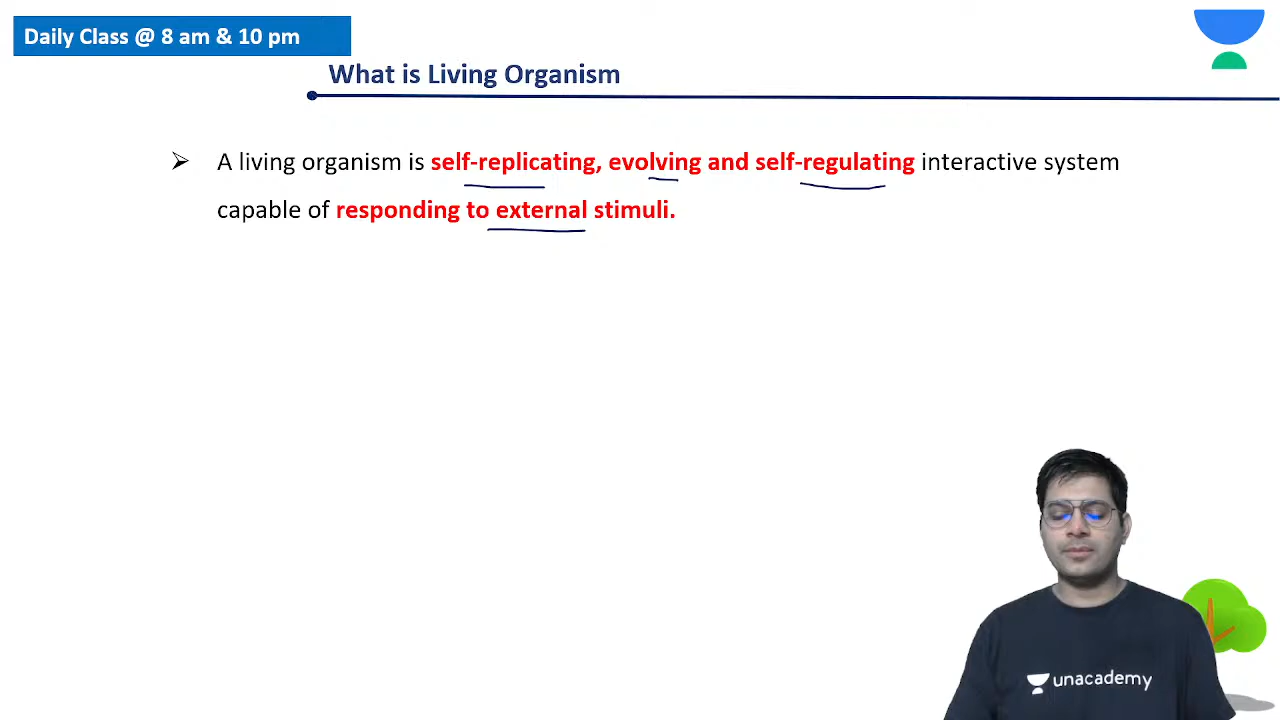 Daily Class @ 8 am & 10 pm
What is Living Organism
A living organism is self-replicating, evolving and self-regulating interactive system
capable of responding to external stimuli.
unacademy